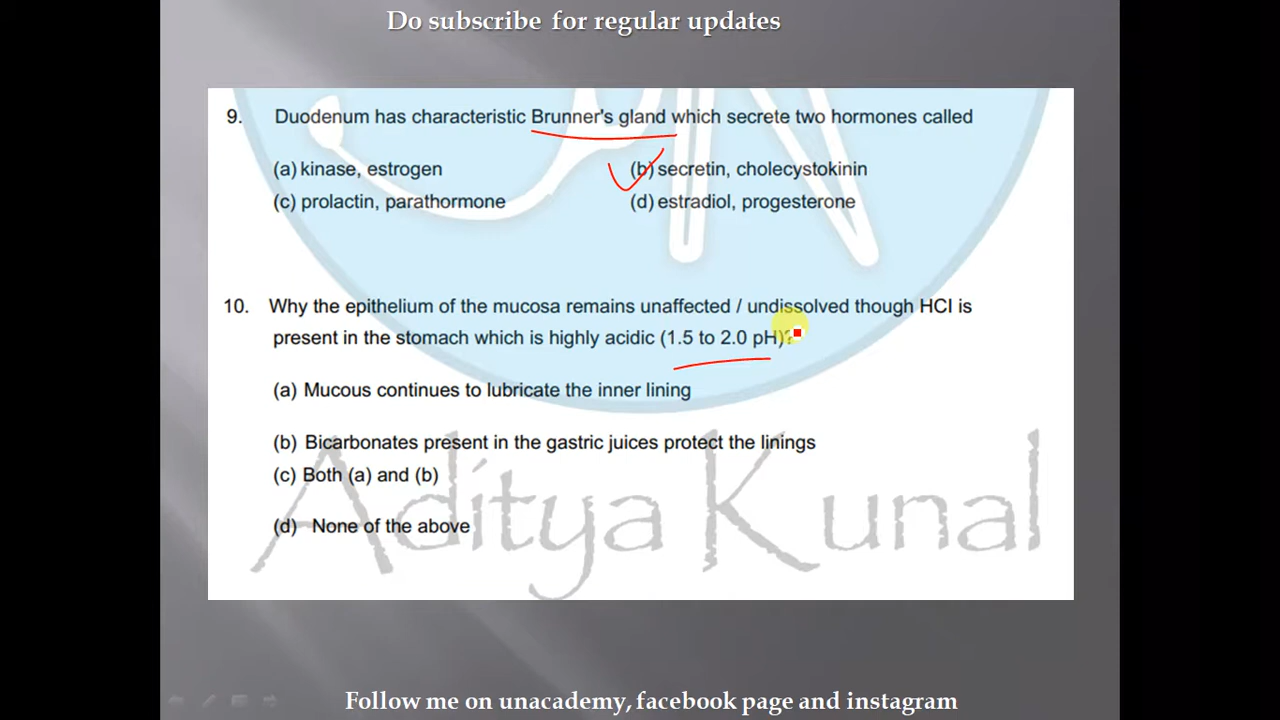 Do subscribe for regular updates
9. Duodenum has characteristic Brunner's gland which secrete two hormones called
(a) kinase, estrogen (b) secretin, cholecystokinin
(c) prolactin, parathormone (d) estradiol, progesterone
10. Why the epithelium of the mucosa remains unaffected / undissolved though HCI is
present in the stomach which is highly acidic (1.5 to 2.0 pH)?
(a) Mucous continues to lubricate the inner lining
(b) Bicarbonates present in the gastric juices protect the linings
(c) Both (a) and (b)
(d) None of the above
Aditya Kunal
Follow me on unacademy, facebook page and instagram